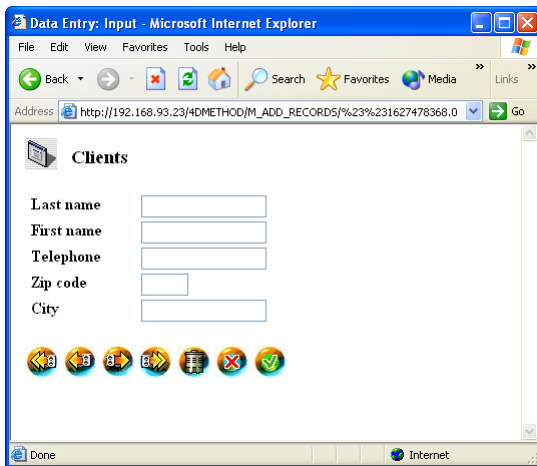 Data Entry: Input - Microsoft Internet Explorer
File Edit View Favorites Tools Help
Back Search Favorites Media » Links »
Address http://192.168.93.23/4DMETHOD/M_ADD_RECORDS/%23%231627478368.0 Go
Clients
Last name
First name
Telephone
Zip code
City
Done Internet